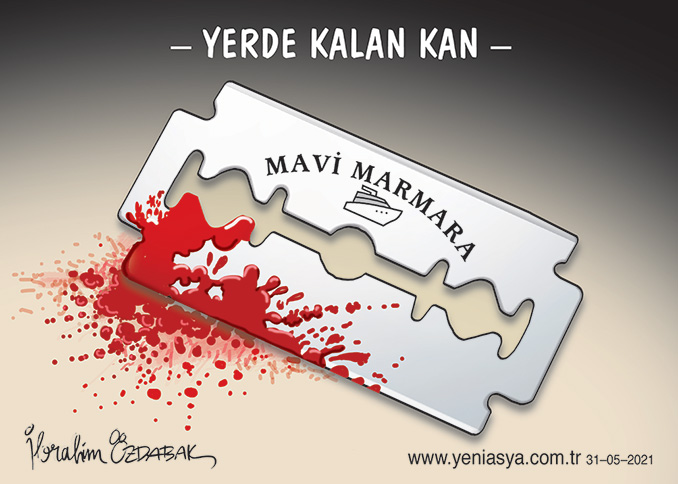 – YERDE KALAN KAN –
MAVİ MARMARA
İbrahim ÖZDABAK
www.yeniasya.com.tr 31–05–2021